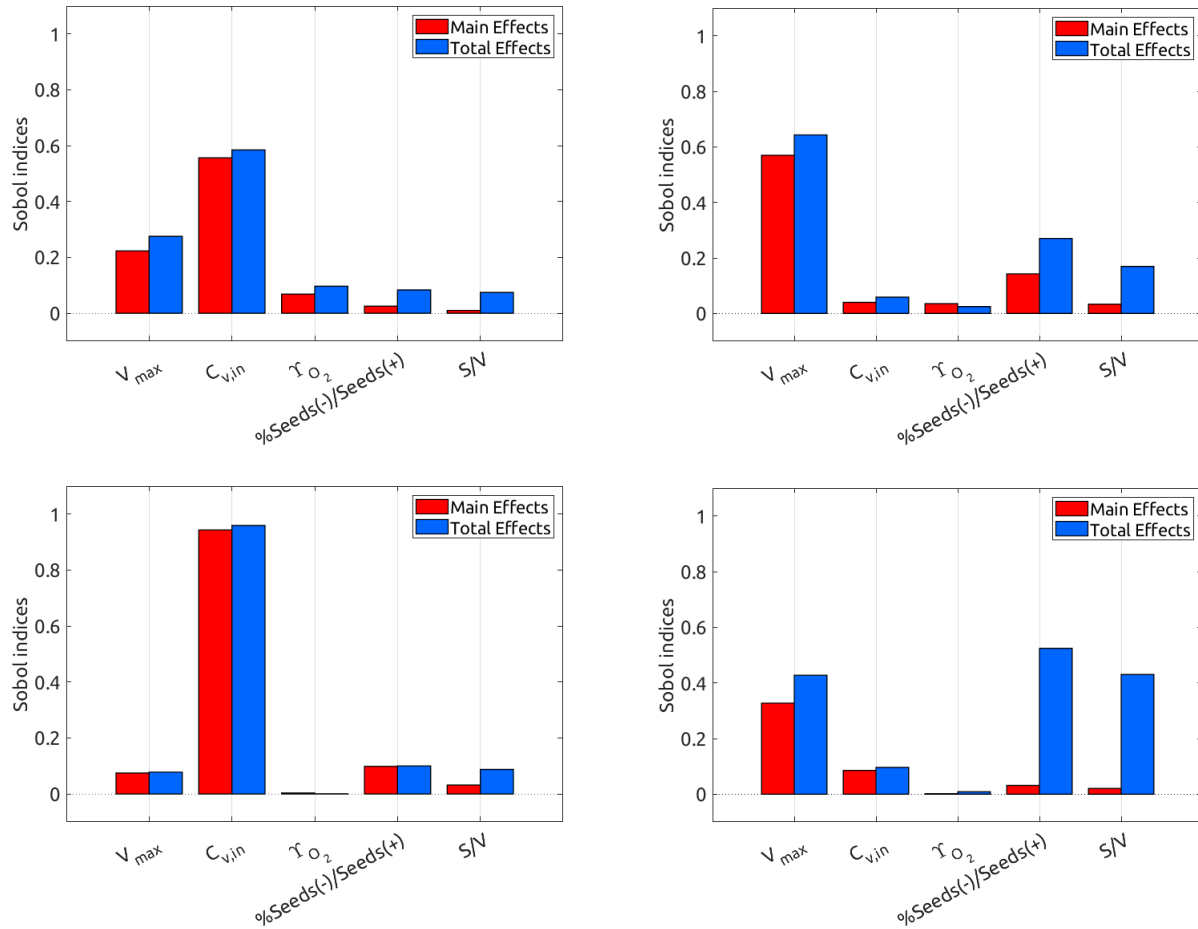 Main Effects
Total Effects
Sobol indices
1
0.8
0.6
0.4
0.2
0
V max
C v,in
ϒ O2
%Seeds(-)/Seeds(+)
S/V
Main Effects
Total Effects
Sobol indices
1
0.8
0.6
0.4
0.2
0
V max
C v,in
ϒ O2
%Seeds(-)/Seeds(+)
S/V
Main Effects
Total Effects
Sobol indices
1
0.8
0.6
0.4
0.2
0
V max
C v,in
ϒ O2
%Seeds(-)/Seeds(+)
S/V
Main Effects
Total Effects
Sobol indices
1
0.8
0.6
0.4
0.2
0
V max
C v,in
ϒ O2
%Seeds(-)/Seeds(+)
S/V